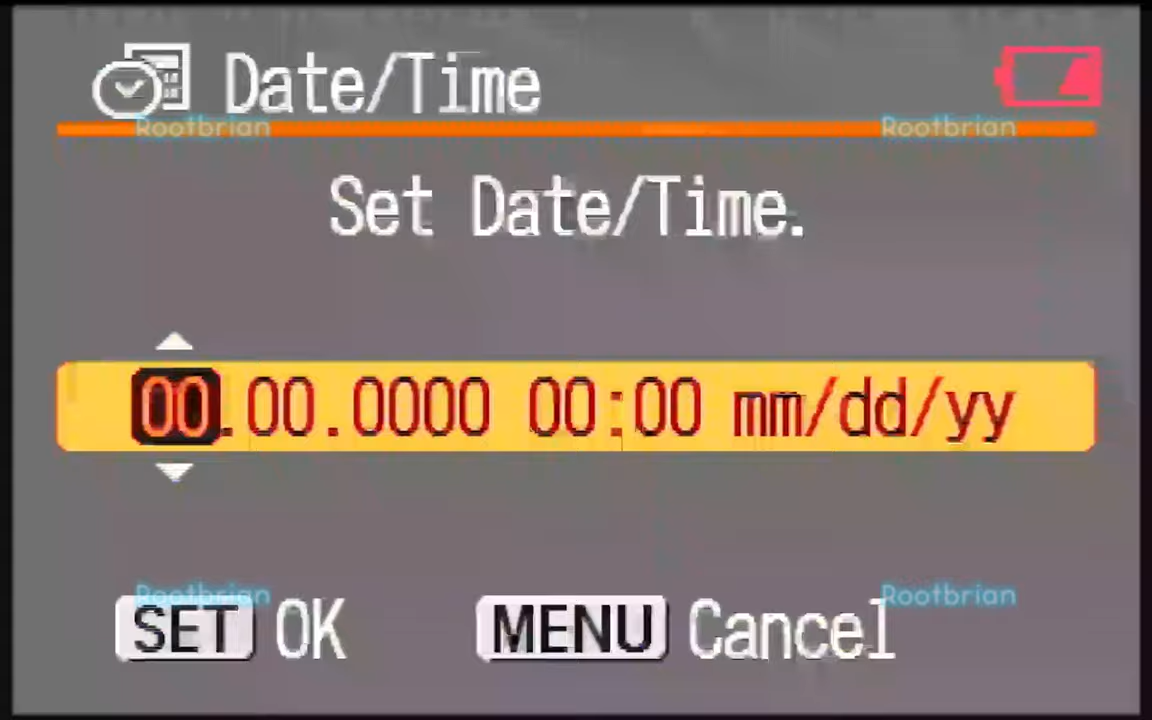 Date/Time
Rootbrian Rootbrian
Set Date/Time.
00.00.0000 00:00 mm/dd/yy
Rootbrian Rootbrian
SET OK MENU Cancel